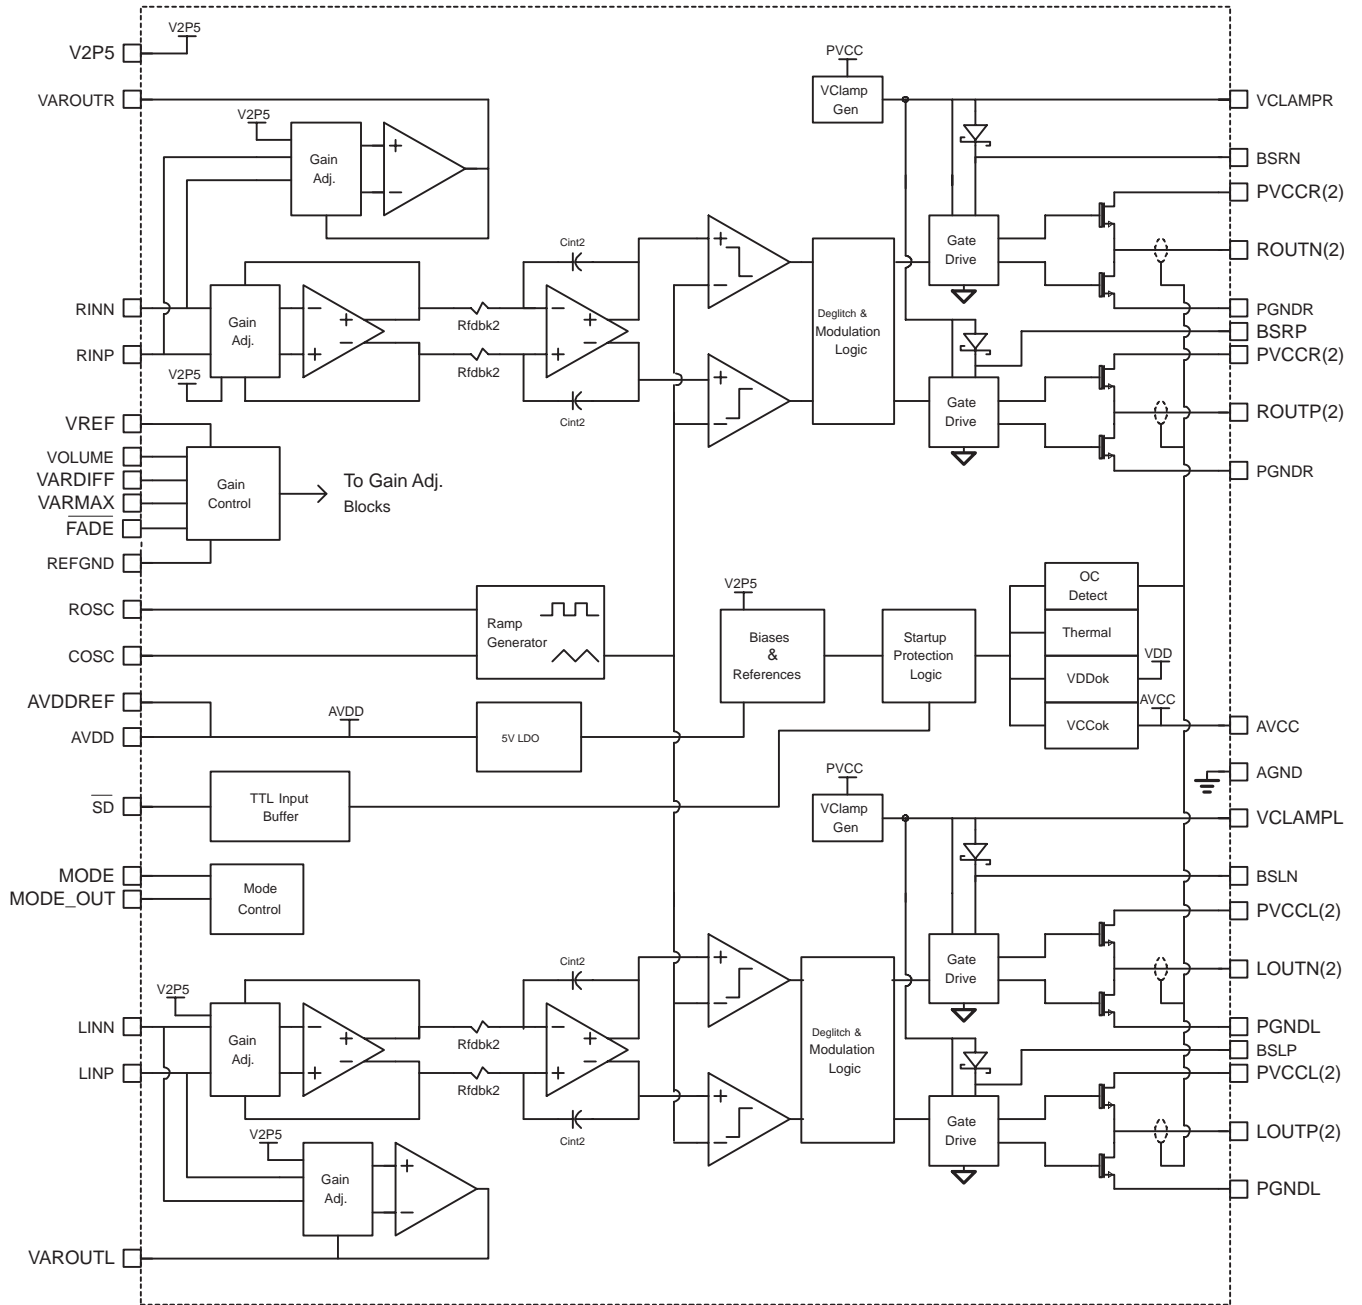 V2P5
V2P5
VAROUTR
V2P5
Gain
Adj.
+
−
RINN
RINP
Gain
Adj.
V2P5
−
+
+
−
Rfdbk2
Rfdbk2
Cint2
−
+
+
−
Cint2
+
−
+
−
Deglitch &
Modulation
Logic
PVCC
VClamp
Gen
Gate
Drive
Gate
Drive
VCLAMPR
BSRN
PVCCR(2)
ROUTN(2)
PGNDR
BSRP
PVCCR(2)
ROUTP(2)
PGNDR
VREF
VOLUME
VARDIFF
VARMAX
FADE
REFGND
Gain
Control
To Gain Adj.
Blocks
ROSC
COSC
Ramp
Generator
AVDDREF
AVDD
AVDD
5V LDO
V2P5
Biases
&
References
Startup
Protection
Logic
OC
Detect
Thermal
VDDok
VCCok
VDD
AVCC
AVCC
AGND
SD
TTL Input
Buffer
MODE
MODE_OUT
Mode
Control
PVCC
VClamp
Gen
VCLAMPL
BSLN
PVCCL(2)
LOUTN(2)
PGNDL
BSLP
PVCCL(2)
LOUTP(2)
PGNDL
Gate
Drive
Gate
Drive
V2P5
LINN
LINP
Gain
Adj.
−
+
+
−
Rfdbk2
Rfdbk2
Cint2
−
+
+
−
Cint2
+
−
+
−
Deglitch &
Modulation
Logic
V2P5
Gain
Adj.
+
−
VAROUTL